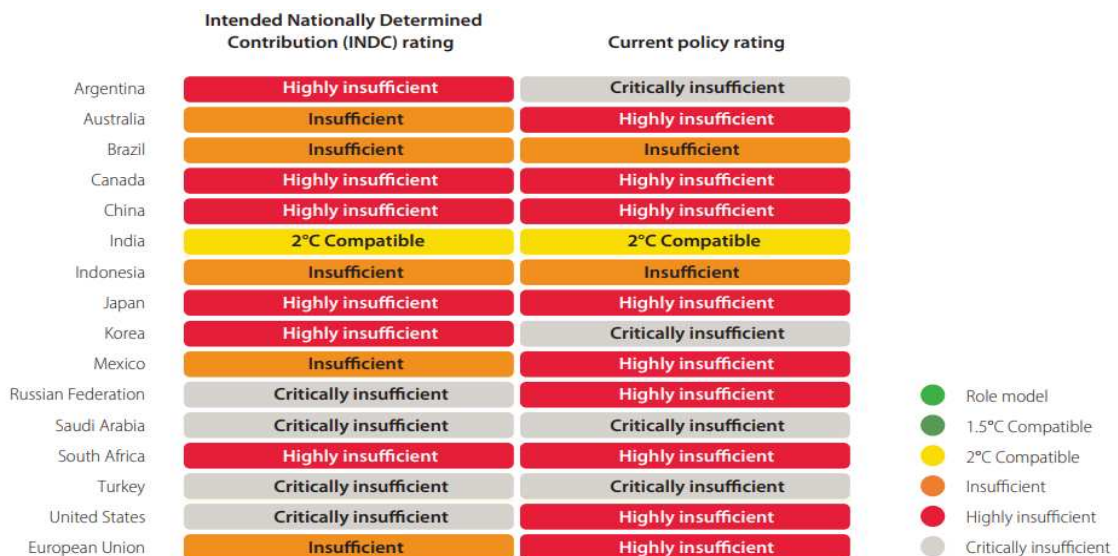 Intended Nationally Determined
Contribution (INDC) rating Current policy rating
Argentina Highly insufficient Critically insufficient
Australia Insufficient Highly insufficient
Brazil Insufficient Insufficient
Canada Highly insufficient Highly insufficient
China Highly insufficient Highly insufficient
India 2°C Compatible 2°C Compatible
Indonesia Insufficient Insufficient
Japan Highly insufficient Highly insufficient
Korea Highly insufficient Critically insufficient
Mexico Insufficient Highly insufficient
Russian Federation Critically insufficient Highly insufficient
Saudi Arabia Critically insufficient Critically insufficient
South Africa Highly insufficient Highly insufficient
Turkey Critically insufficient Critically insufficient
United States Critically insufficient Highly insufficient
European Union Insufficient Highly insufficient
Role model
1.5°C Compatible
2°C Compatible
Insufficient
Highly insufficient
Critically insufficient